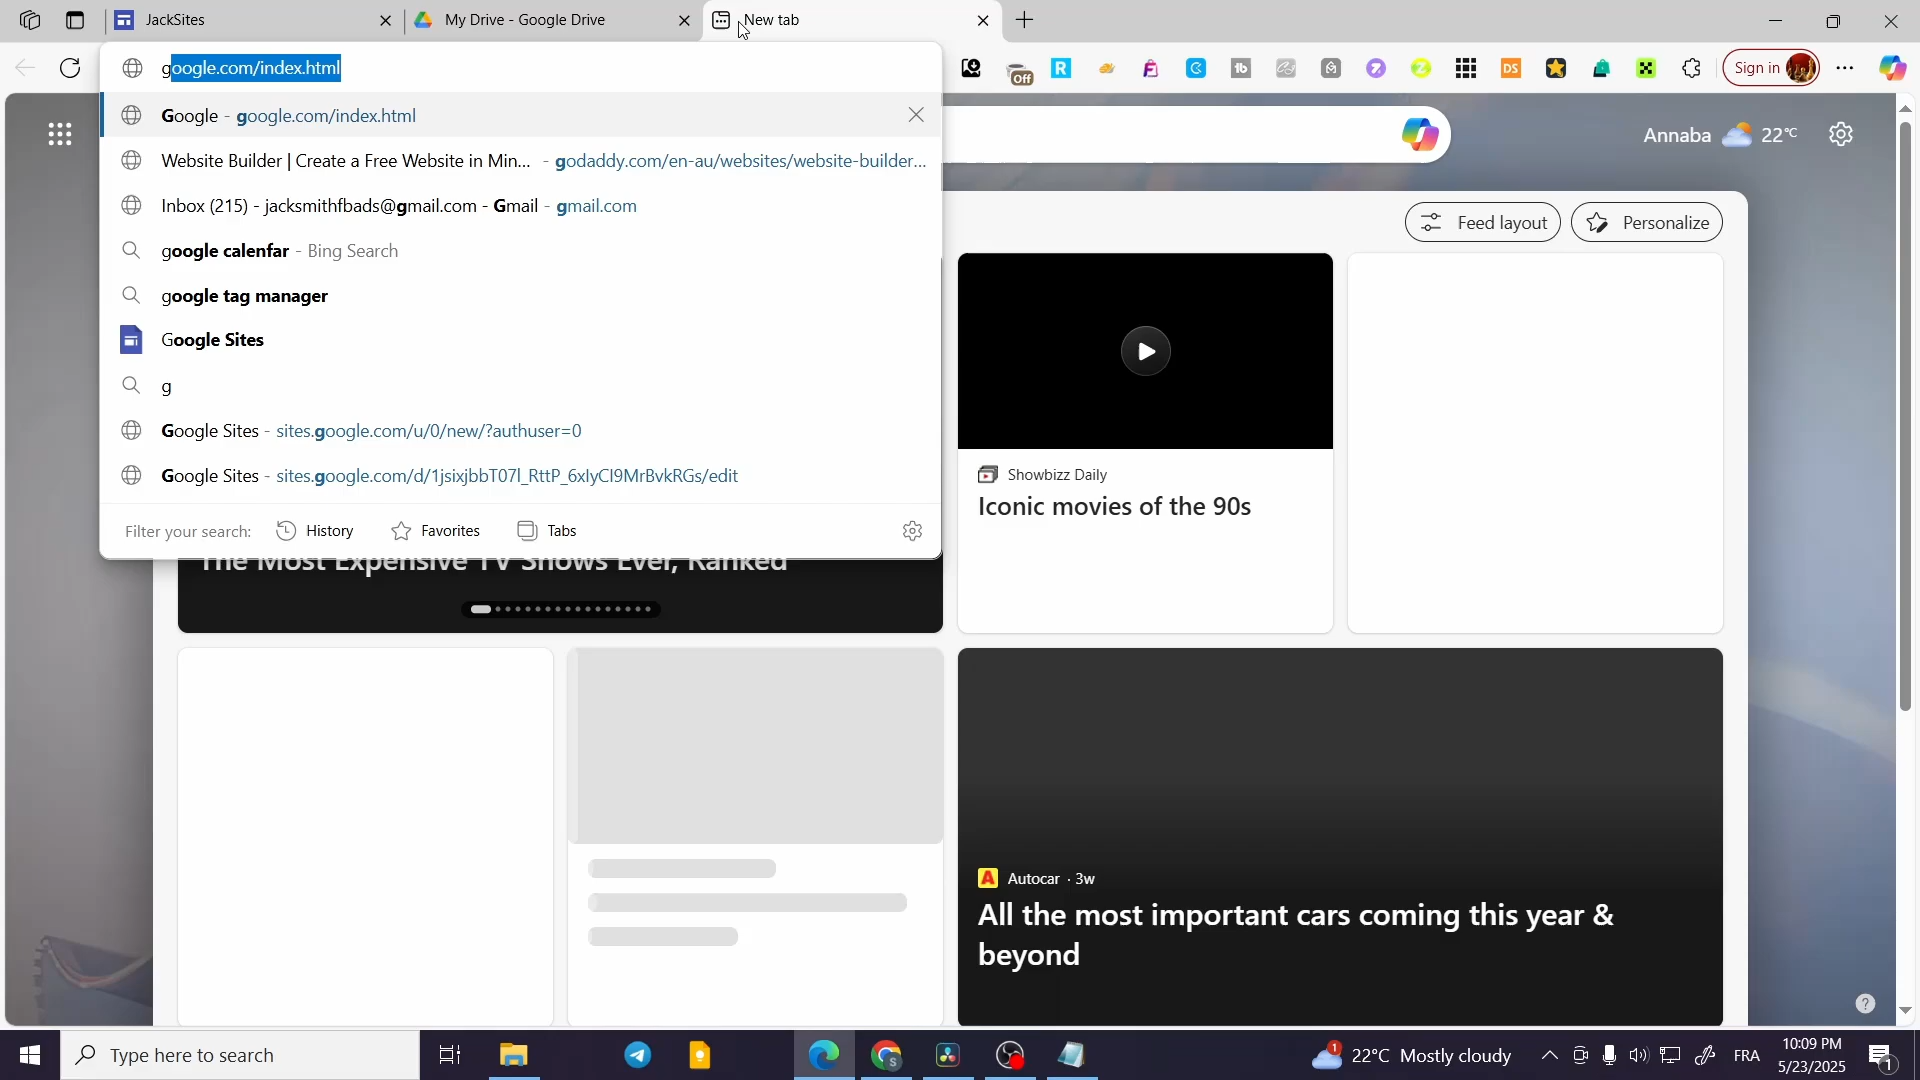 JackSites
My Drive - Google Drive
New tab
google.com/index.html
Off
R
tb
DS
Sign in
Google - google.com/index.html
Website Builder | Create a Free Website in Min... - godaddy.com/en-au/websites/website-builder...
Inbox (215) - jacksmithfbads@gmail.com - Gmail - gmail.com
google calenfar - Bing Search
google tag manager
Google Sites
g
Google Sites - sites.google.com/u/0/new/?authuser=0
Google Sites - sites.google.com/d/1jsixjbbT07l_RttP_6xlyCI9MrBvkRGs/edit
Filter your search: History Favorites Tabs
Annaba 22°C
Feed layout Personalize
The Most Expensive TV Shows Ever, Ranked
Showbizz Daily
Iconic movies of the 90s
A Autocar · 3w
All the most important cars coming this year &
beyond
Type here to search
1 22°C Mostly cloudy
FRA
10:09 PM
5/23/2025
1